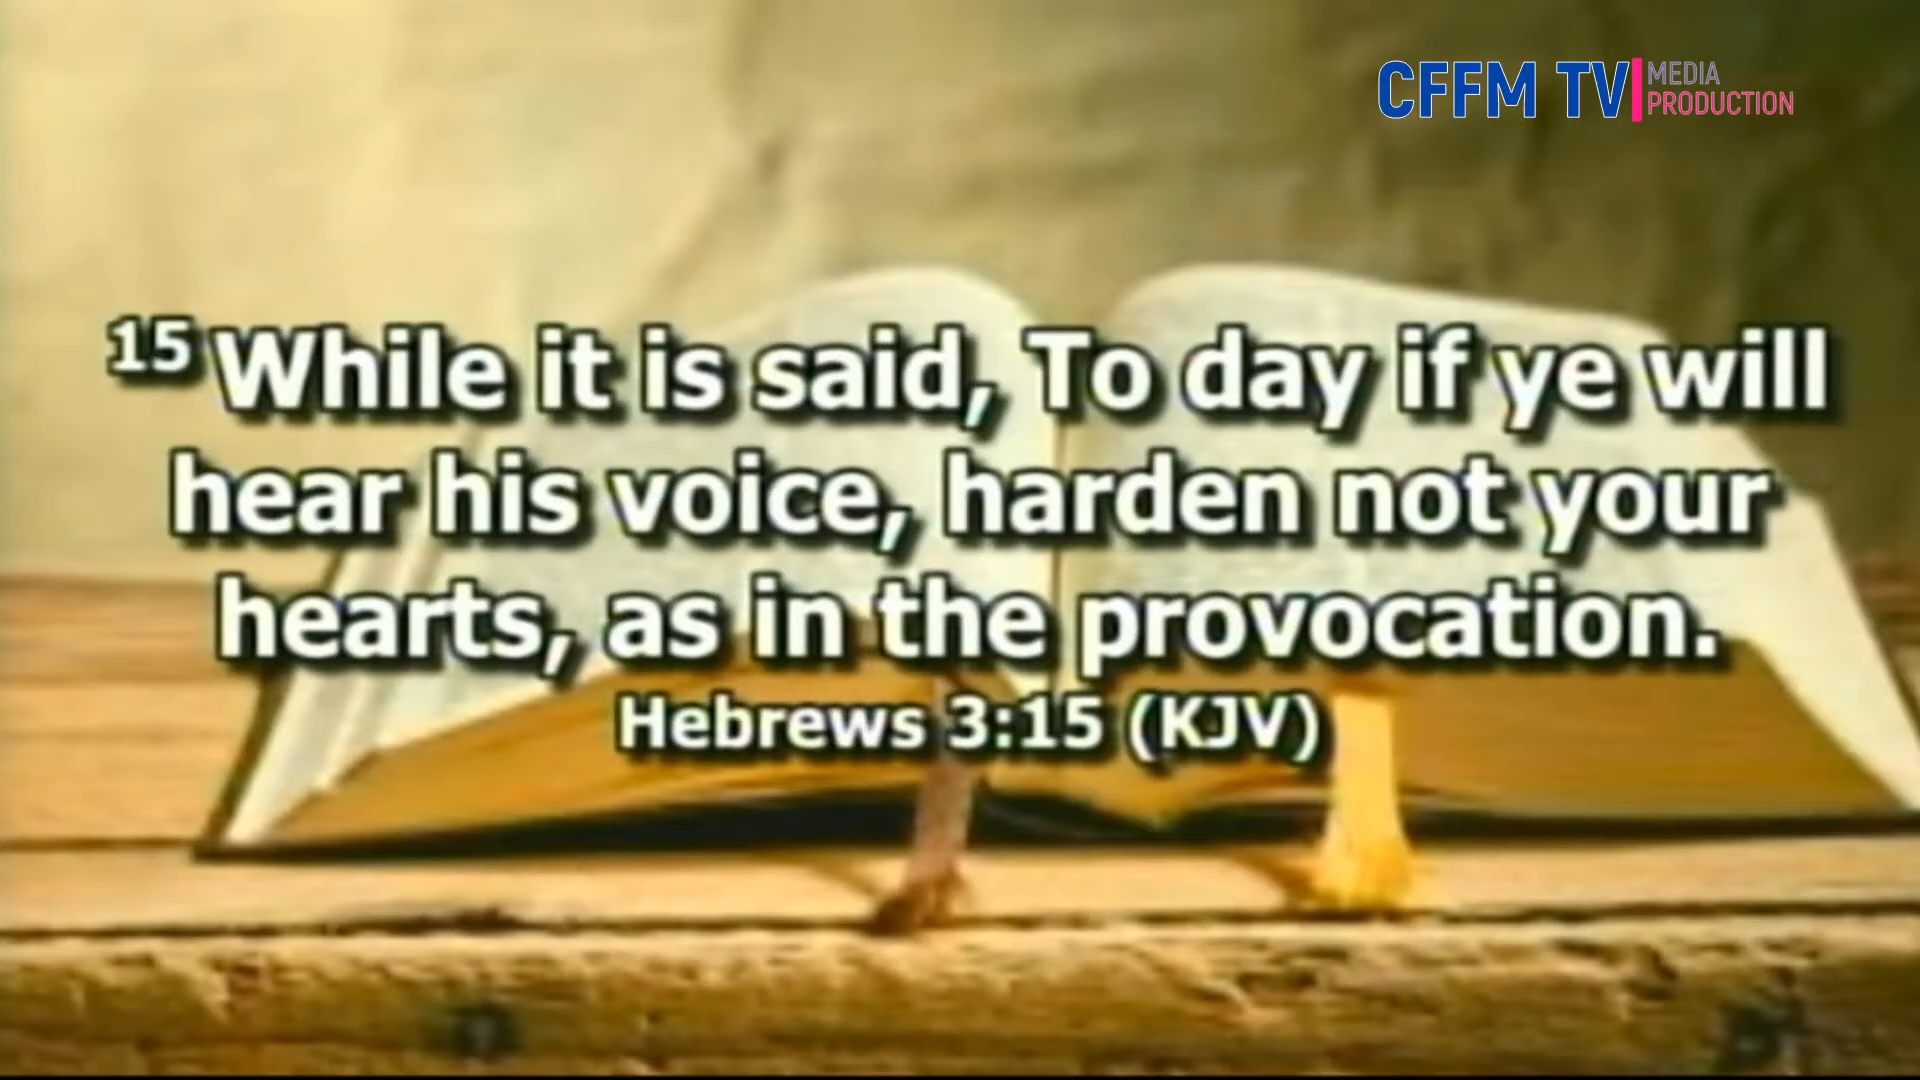 CFFM TV MEDIA
PRODUCTION
15 While it is said, To day if ye will
hear his voice, harden not your
hearts, as in the provocation.
Hebrews 3:15 (KJV)